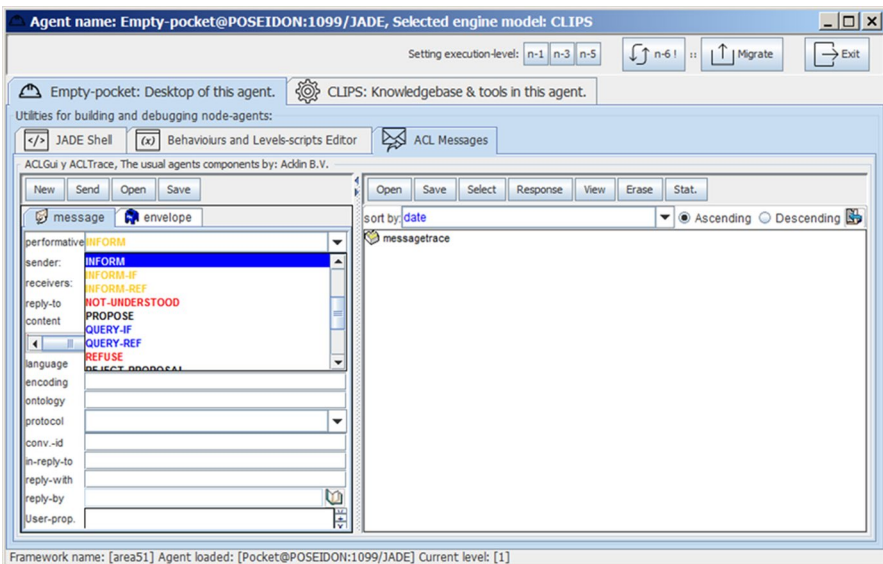 Agent name: Empty-pocket@POSEIDON:1099/JADE, Selected engine model: CLIPS
Setting execution-level: n-1 n-3 n-5 n-6 ! :: Migrate Exit
Empty-pocket: Desktop of this agent. CLIPS: Knowledgebase & tools in this agent.
Utilities for building and debugging node-agents:
</> JADE Shell (x) Behavioiurs and Levels-scripts Editor ACL Messages
ACLGui y ACLTrace, The usual agents components by: Acklin B.V.
New Send Open Save Open Save Select Response View Erase Stat.
message envelope sort by: date Ascending Descending
performative INFORM messagetrace
sender: INFORM
INFORM-IF
receivers: INFORM-REF
reply-to NOT-UNDERSTOOD
content PROPOSE
QUERY-IF
QUERY-REF
language REFUSE
REJECT-PROPOSAL
encoding
ontology
protocol
conv.-id
in-reply-to
reply-with
reply-by
User-prop.
Framework name: [area51] Agent loaded: [Pocket@POSEIDON:1099/JADE] Current level: [1]